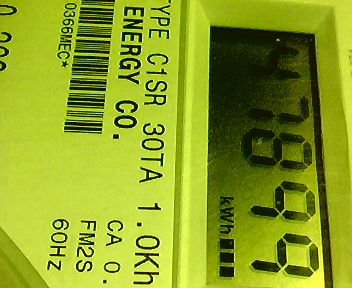 47899
kWh
TYPE C1SR 30TA 1.0Kh
ENERGY CO.
CA 0.
FM2S
0366MEC*
60Hz